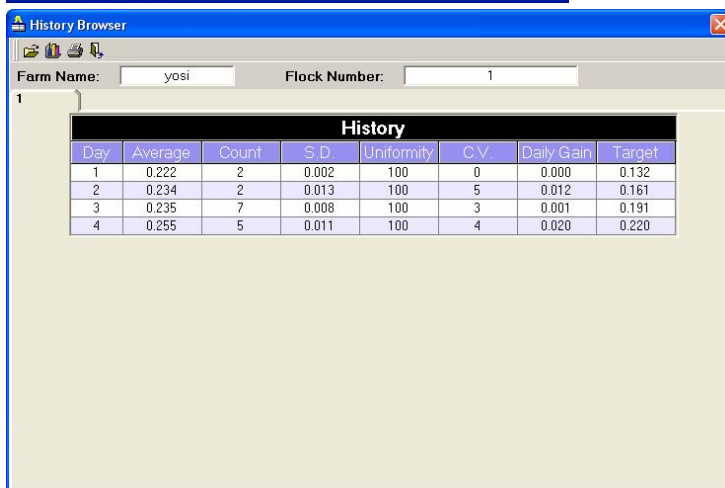 History Browser
Farm Name: yosi Flock Number: 1
1
History
Day Average Count S.D. Uniformity C.V. Daily Gain Target
1 0.222 2 0.002 100 0 0.000 0.132
2 0.234 2 0.013 100 5 0.012 0.161
3 0.235 7 0.008 100 3 0.001 0.191
4 0.255 5 0.011 100 4 0.020 0.220